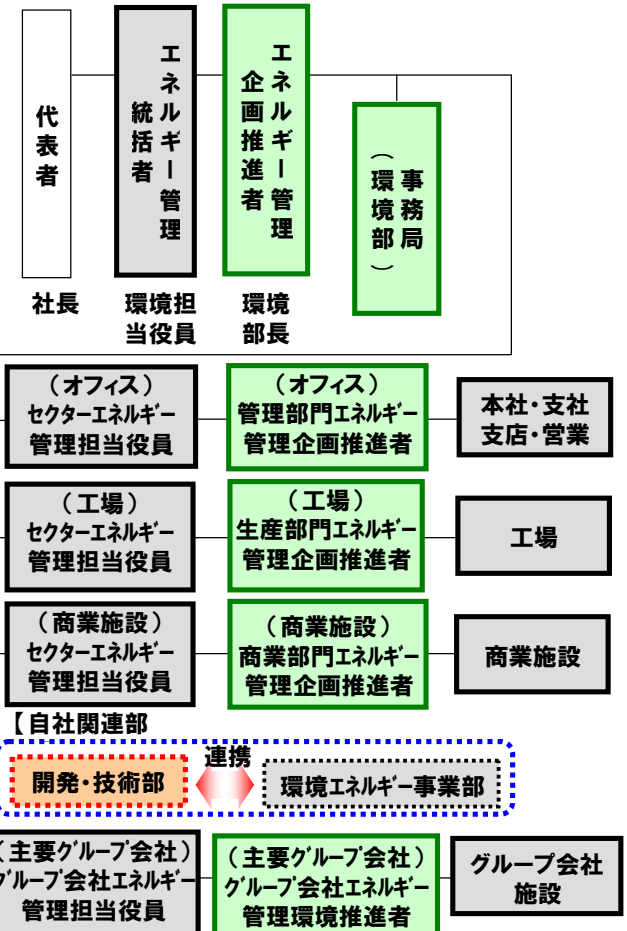 代表者
エネルギー管理
統括者
エネルギー管理
企画推進者
事務局
（環境部）
社長
環境担
当役員
環境
部長
（オフィス）
セクターエネルギー
管理担当役員
（オフィス）
管理部門エネルギー
管理企画推進者
本社・支社
支店・営業
（工場）
セクターエネルギー
管理担当役員
（工場）
生産部門エネルギー
管理企画推進者
工場
（商業施設）
セクターエネルギー
管理担当役員
（商業施設）
商業部門エネルギー
管理企画推進者
商業施設
【自社関連部
開発・技術部
連携
環境エネルギー事業部
（主要グループ会社）
グループ会社エネルギー
管理担当役員
（主要グループ会社）
グループ会社エネルギー
管理環境推進者
グループ会社
施設